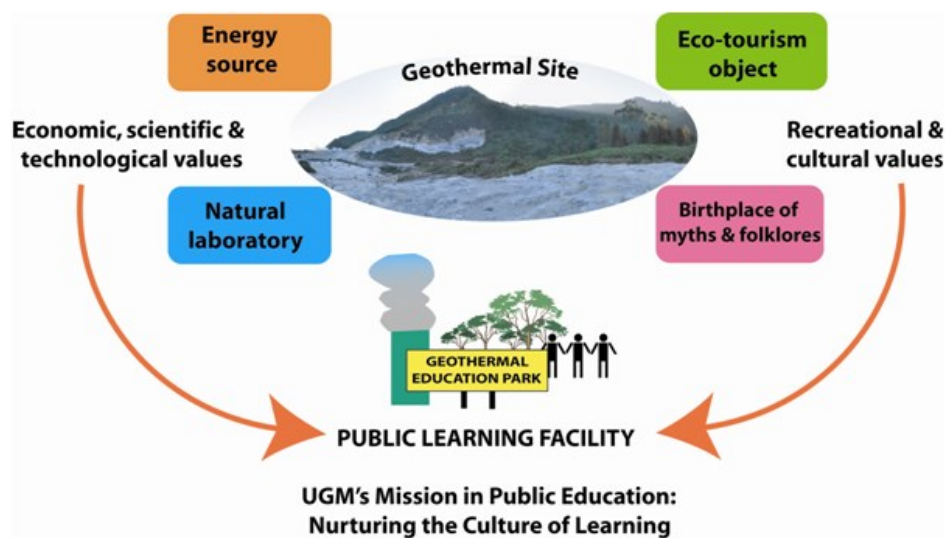 Energy
source
Geothermal Site
Eco-tourism
object
Economic, scientific &
technological values
Recreational &
cultural values
Natural
laboratory
Birthplace of
myths & folklores
GEOTHERMAL
EDUCATION PARK
PUBLIC LEARNING FACILITY
UGM's Mission in Public Education:
Nurturing the Culture of Learning